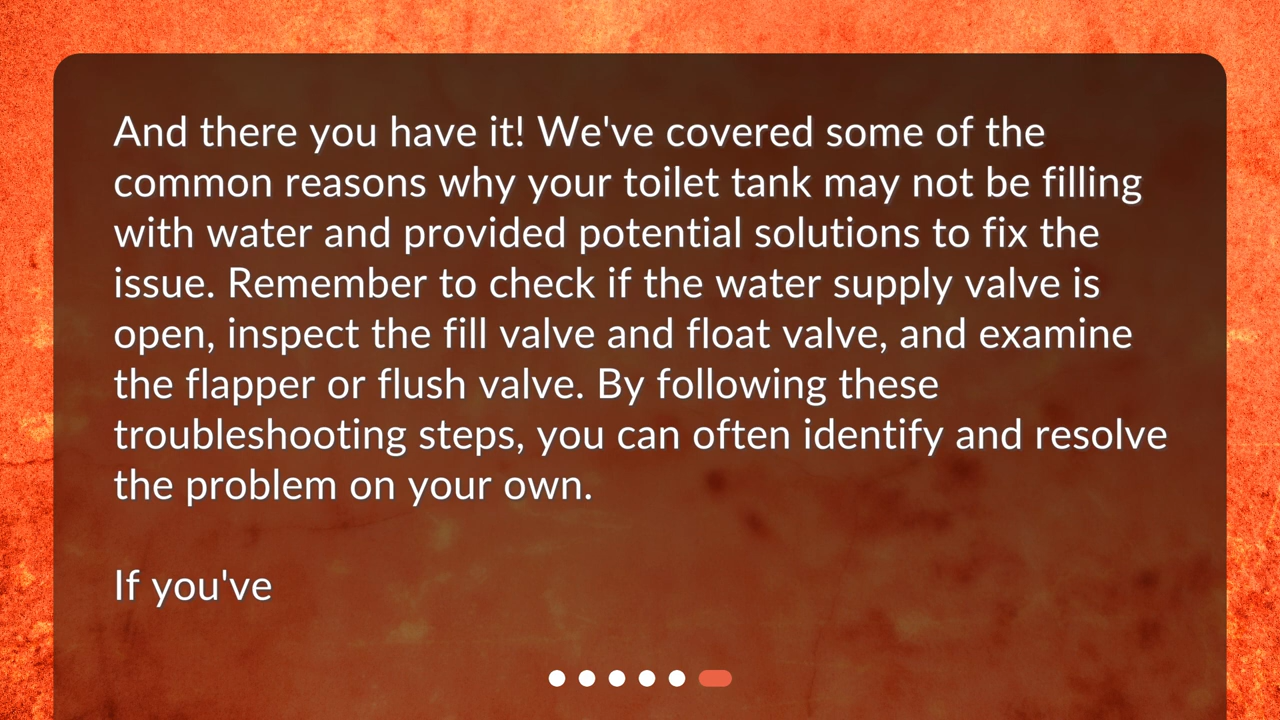 And there you have it! We've covered some of the
common reasons why your toilet tank may not be filling
with water and provided potential solutions to fix the
issue. Remember to check if the water supply valve is
open, inspect the fill valve and float valve, and examine
the flapper or flush valve. By following these
troubleshooting steps, you can often identify and resolve
the problem on your own.
If you've